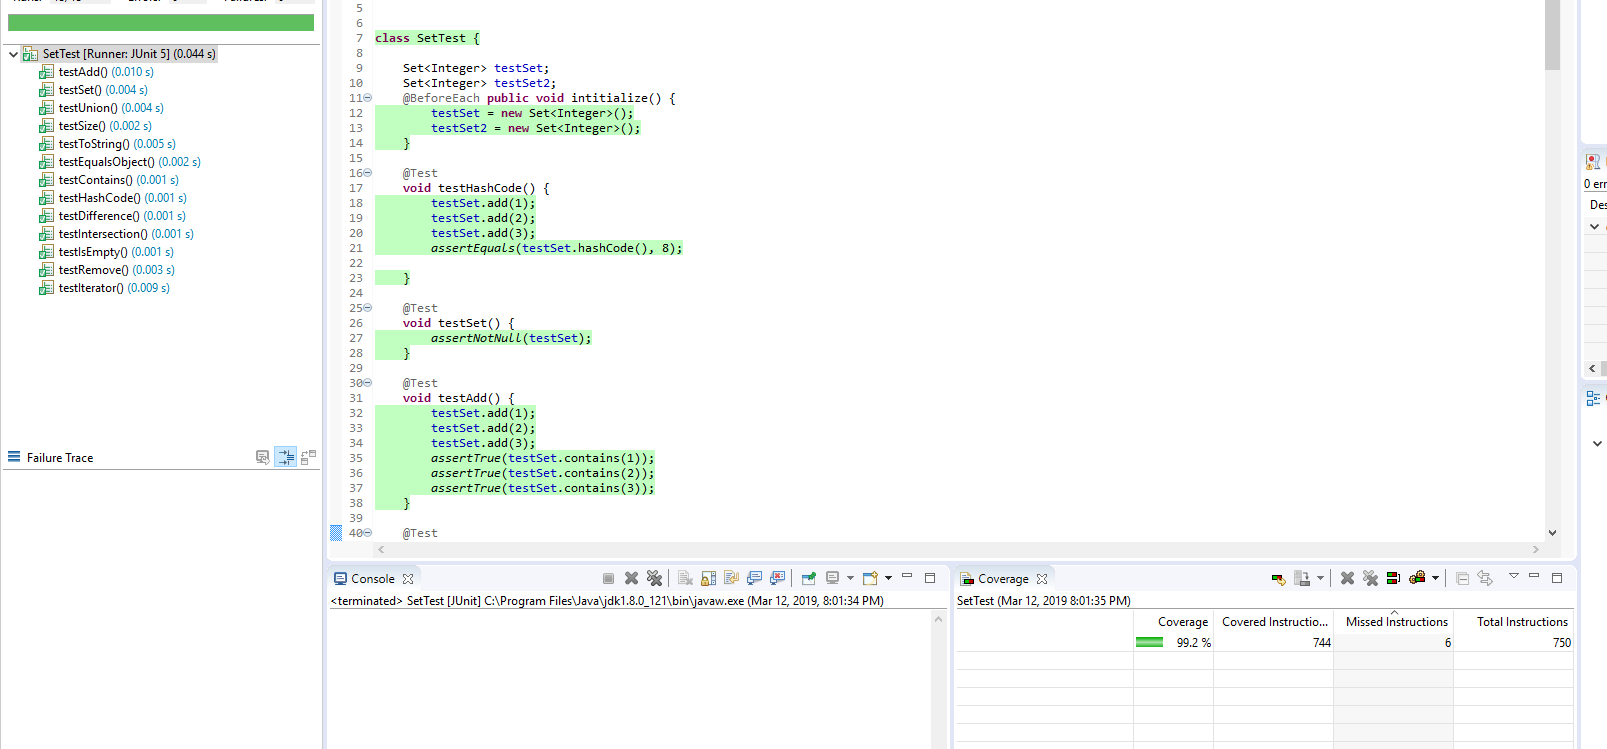 SetTest [Runner: JUnit 5] (0.044 s)
testAdd() (0.010 s)
testSet() (0.004 s)
testUnion() (0.004 s)
testSize() (0.002 s)
testToString() (0.005 s)
testEqualsObject() (0.002 s)
testContains() (0.001 s)
testHashCode() (0.001 s)
testDifference() (0.001 s)
testIntersection() (0.001 s)
testIsEmpty() (0.001 s)
testRemove() (0.003 s)
testIterator() (0.009 s)
Failure Trace
5
6
7 class SetTest {
8
9 Set<Integer> testSet;
10 Set<Integer> testSet2;
11 @BeforeEach public void intitialize() {
12 testSet = new Set<Integer>();
13 testSet2 = new Set<Integer>();
14 }
15
16 @Test
17 void testHashCode() {
18 testSet.add(1);
19 testSet.add(2);
20 testSet.add(3);
21 assertEquals(testSet.hashCode(), 8);
22
23 }
24
25 @Test
26 void testSet() {
27 assertNotNull(testSet);
28 }
29
30 @Test
31 void testAdd() {
32 testSet.add(1);
33 testSet.add(2);
34 testSet.add(3);
35 assertTrue(testSet.contains(1));
36 assertTrue(testSet.contains(2));
37 assertTrue(testSet.contains(3));
38 }
39
40 @Test
0 err
Des
Console
<terminated> SetTest [JUnit] C:\Program Files\Java\jdk1.8.0_121\bin\javaw.exe (Mar 12, 2019, 8:01:34 PM)
Coverage
SetTest (Mar 12, 2019 8:01:35 PM)
Coverage Covered Instructio... Missed Instructions Total Instructions
99.2 % 744 6 750